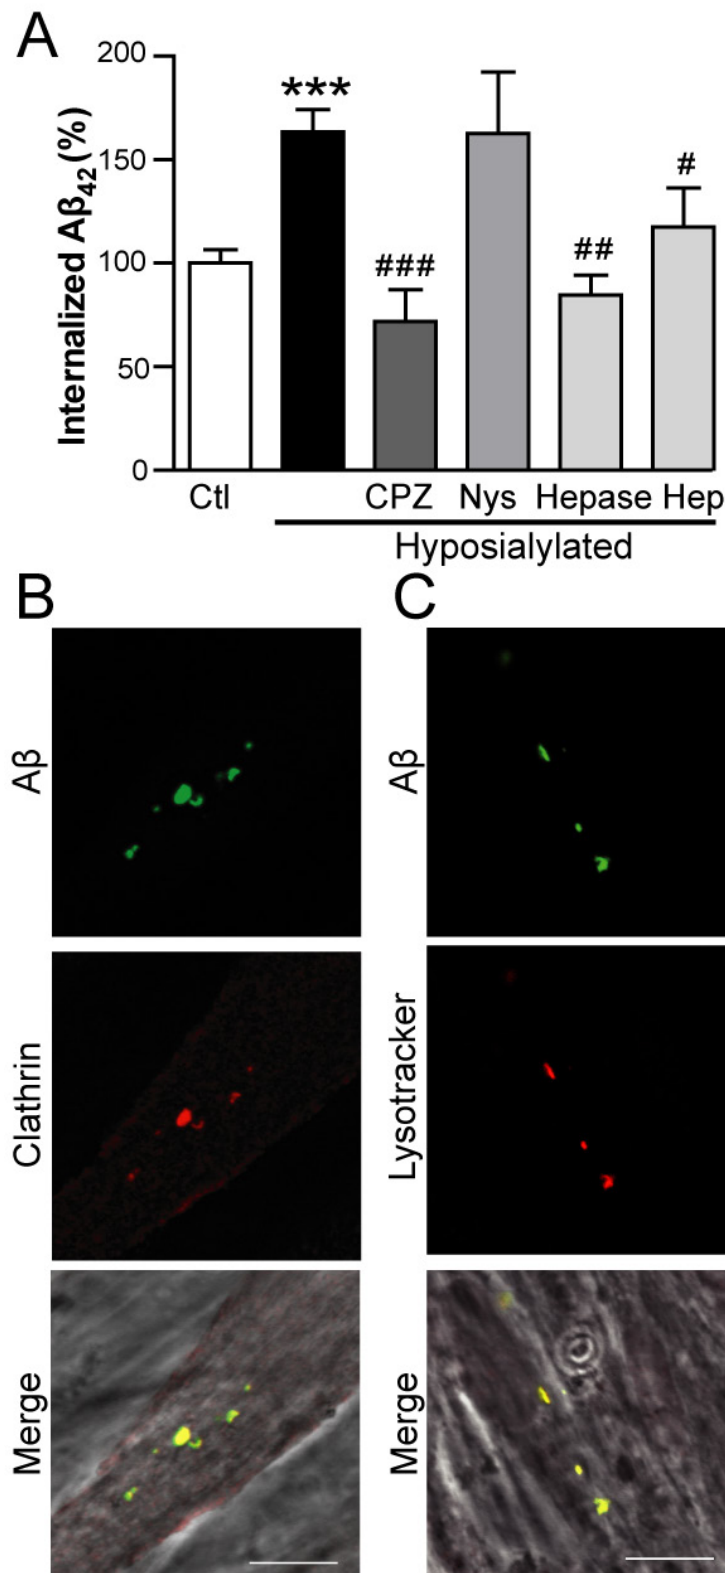 A
200
150
100
50
0
Internalized Aβ42(%)
***
###
##
#
Ctl
CPZ Nys Hepase Hep
Hyposialylated
B
C
Aβ
Aβ
Clathrin
Lysotracker
Merge
Merge